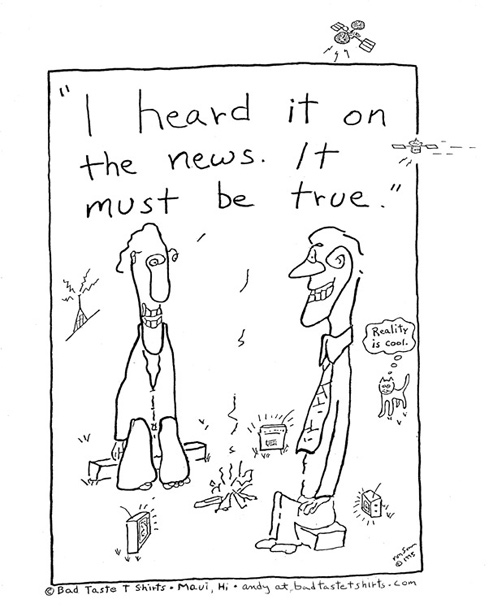 "I heard it on
the news. It
must be true."
Reality
is cool.
© 1995
© Bad Taste T Shirts • Maui, Hi • andy at badtastetshirts.com